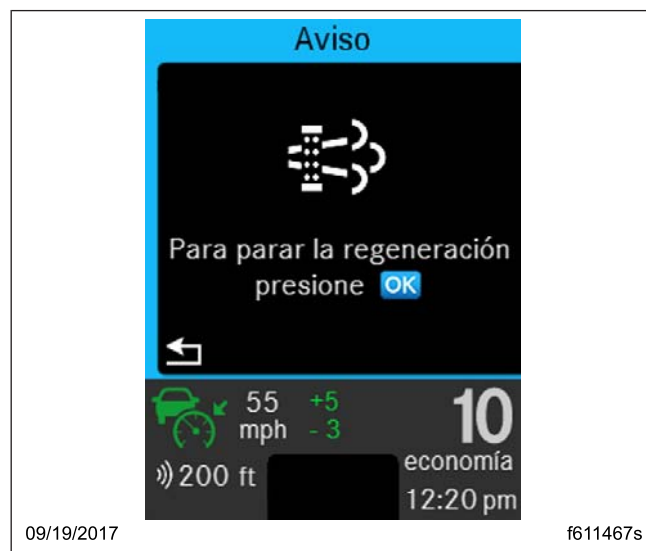 Aviso
Para parar la regeneración
presione OK
55 +5
mph - 3
10
200 ft
economía
12:20 pm
09/19/2017
f611467s